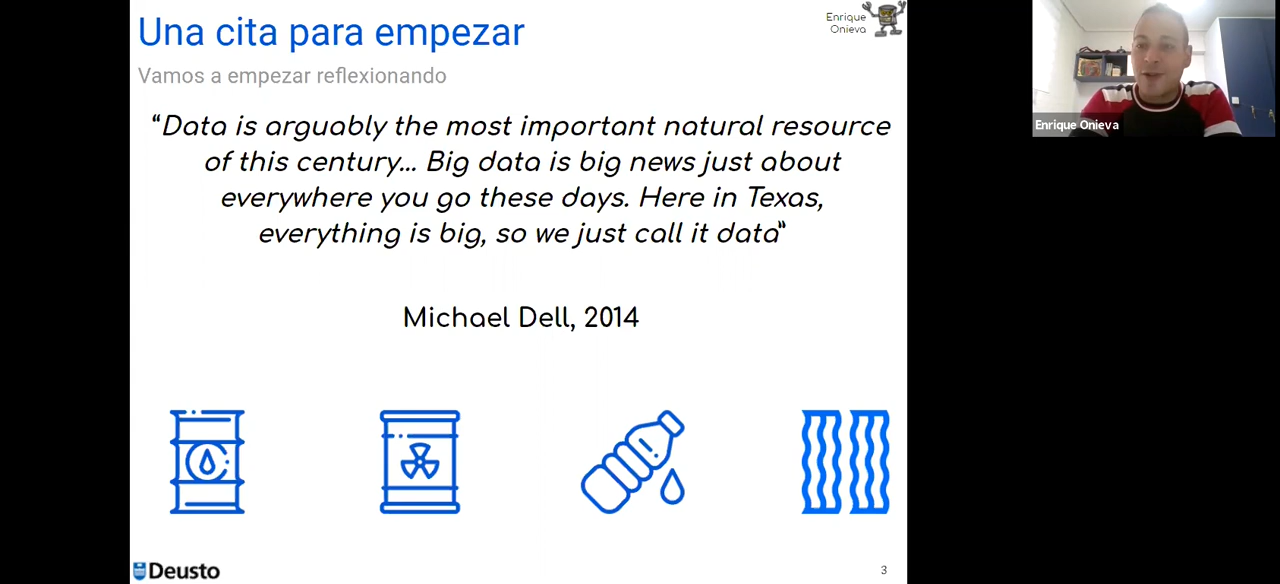 Una cita para empezar
Vamos a empezar reflexionando
Enrique
Onieva
“Data is arguably the most important natural resource
of this century... Big data is big news just about
everywhere you go these days. Here in Texas,
everything is big, so we just call it data”
Michael Dell, 2014
Deusto
3
Enrique Onieva